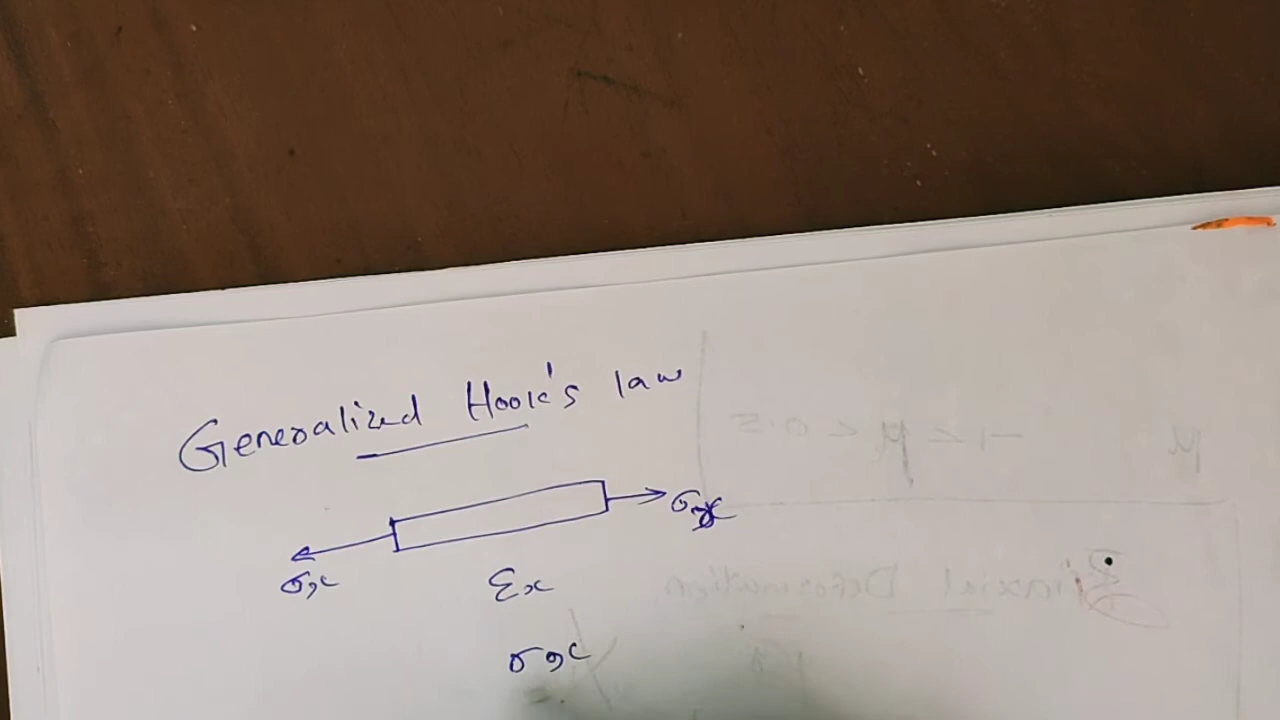 Generalized Hooke's law
σx
σx
εx
σx